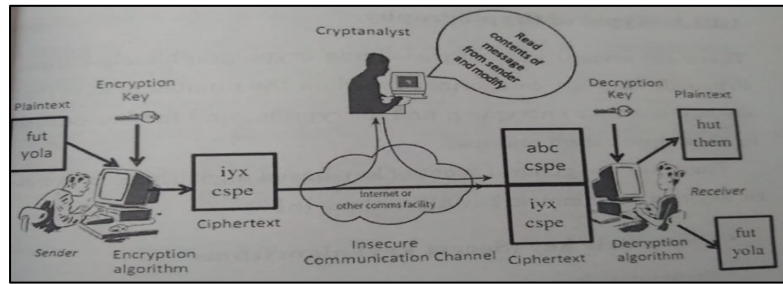 Cryptanalyst
Read
contents of
message
from sender
and modify
Encryption
Key
Decryption
Key
Plaintext
Plaintext
fut
yola
iyx
cspe
abc
cspe
iyx
cspe
hut
them
Internet or
other comms facility
Receiver
Ciphertext
Sender
Encryption
algorithm
Insecure
Communication Channel
Ciphertext
Decryption
algorithm
fut
yola